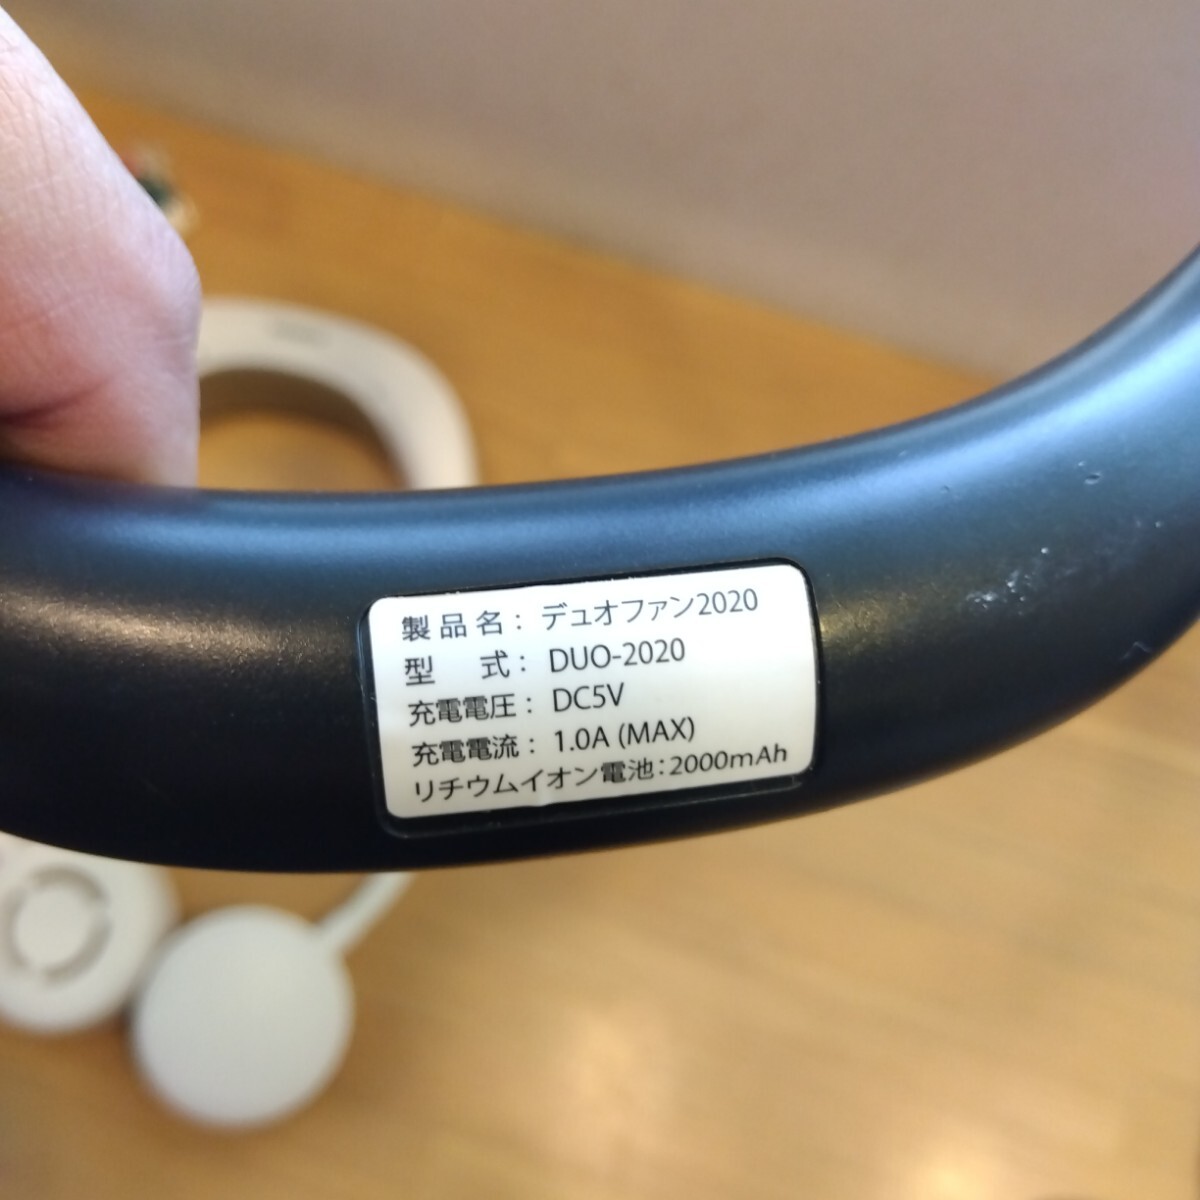 製品名：デュオファン2020
型　式：DUO-2020
充電電圧：DC5V
充電電流：1.0A (MAX)
リチウムイオン電池：2000mAh